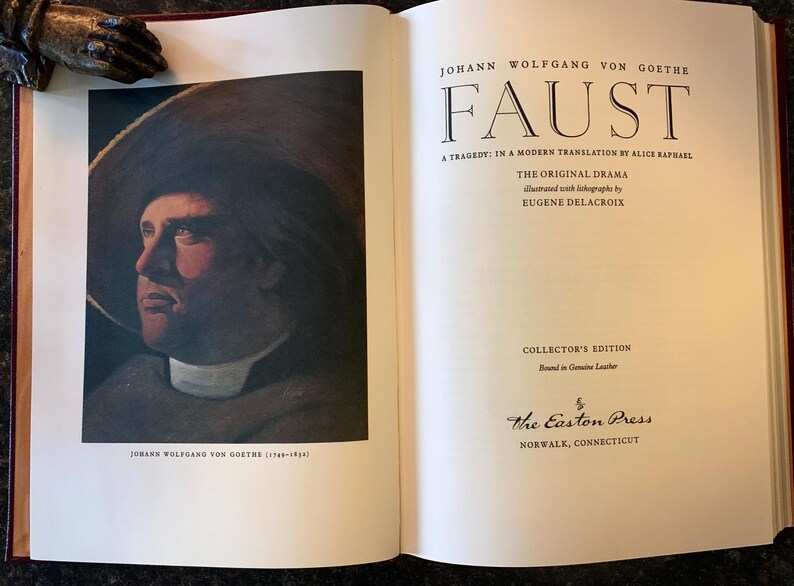 JOHANN WOLFGANG VON GOETHE (1749–1832)
JOHANN WOLFGANG VON GOETHE
FAUST
A TRAGEDY: IN A MODERN TRANSLATION BY ALICE RAPHAEL
THE ORIGINAL DRAMA
illustrated with lithographs by
EUGENE DELACROIX
COLLECTOR'S EDITION
Bound in Genuine Leather
the Easton Press
NORWALK, CONNECTICUT